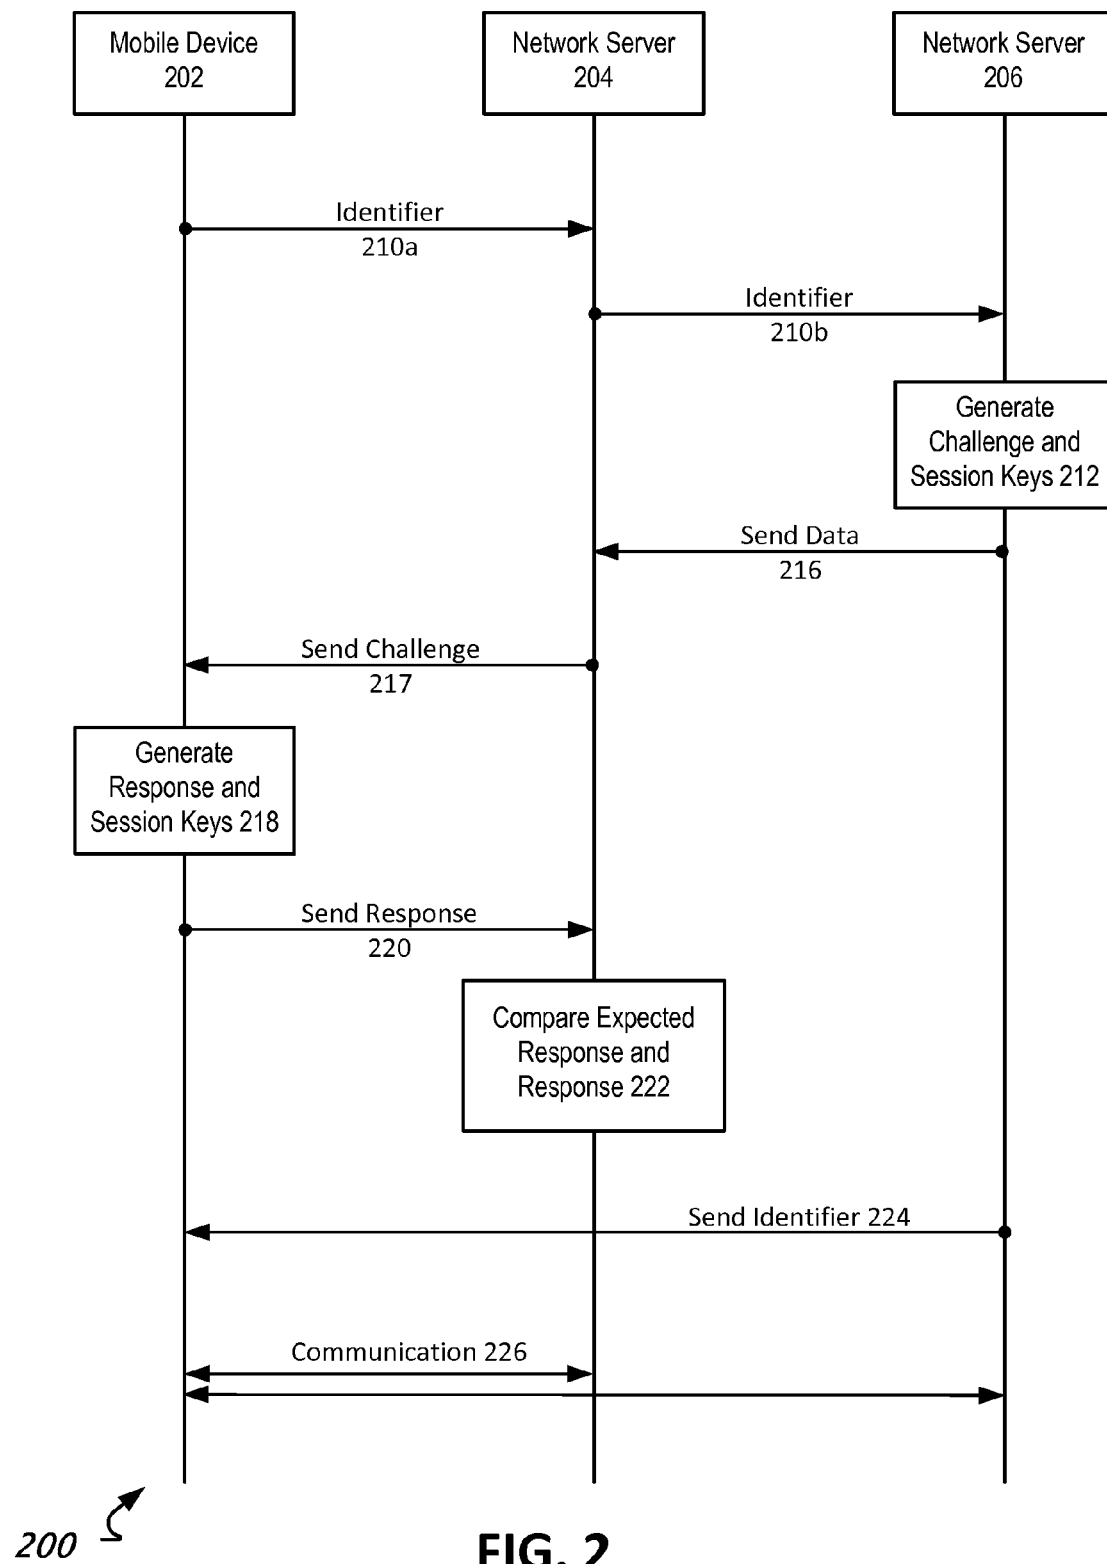 Mobile Device
202
Network Server
204
Network Server
206
Identifier
210a
Identifier
210b
Generate
Challenge and
Session Keys 212
Send Data
216
Send Challenge
217
Generate
Response and
Session Keys 218
Send Response
220
Compare Expected
Response and
Response 222
Send Identifier 224
Communication 226
200
FIG. 2